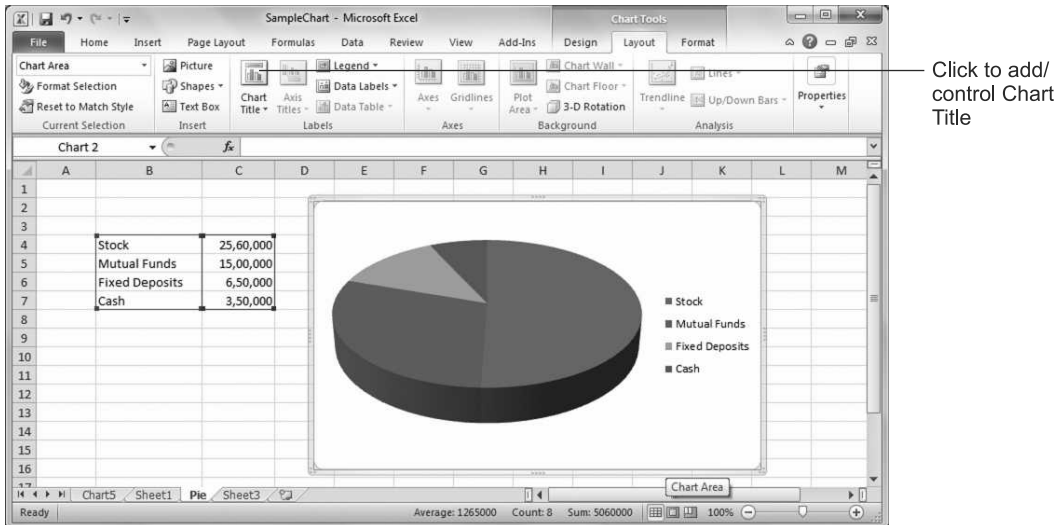 SampleChart - Microsoft Excel
Chart Tools
File Home Insert Page Layout Formulas Data Review View Add-Ins Design Layout Format
Chart Area
Format Selection
Reset to Match Style
Current Selection
Picture
Shapes
Text Box
Insert
Chart Title
Axis Titles
Legend
Data Labels
Data Table
Labels
Axes
Gridlines
Axes
Plot Area
Chart Wall
Chart Floor
3-D Rotation
Background
Trendline
Lines
Up/Down Bars
Analysis
Properties
Click to add/
control Chart
Title
Chart 2
fx
A B C D E F G H I J K L M
1
2
3
4 Stock 25,60,000
5 Mutual Funds 15,00,000
6 Fixed Deposits 6,50,000
7 Cash 3,50,000
8
9
10
11
12
13
14
15
16
17
Stock
Mutual Funds
Fixed Deposits
Cash
Chart5 Sheet1 Pie Sheet3
Chart Area
Ready Average: 1265000 Count: 8 Sum: 5060000 100%